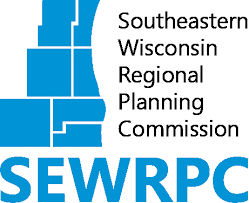 Southeastern
Wisconsin
Regional
Planning
Commission
SEWRPC